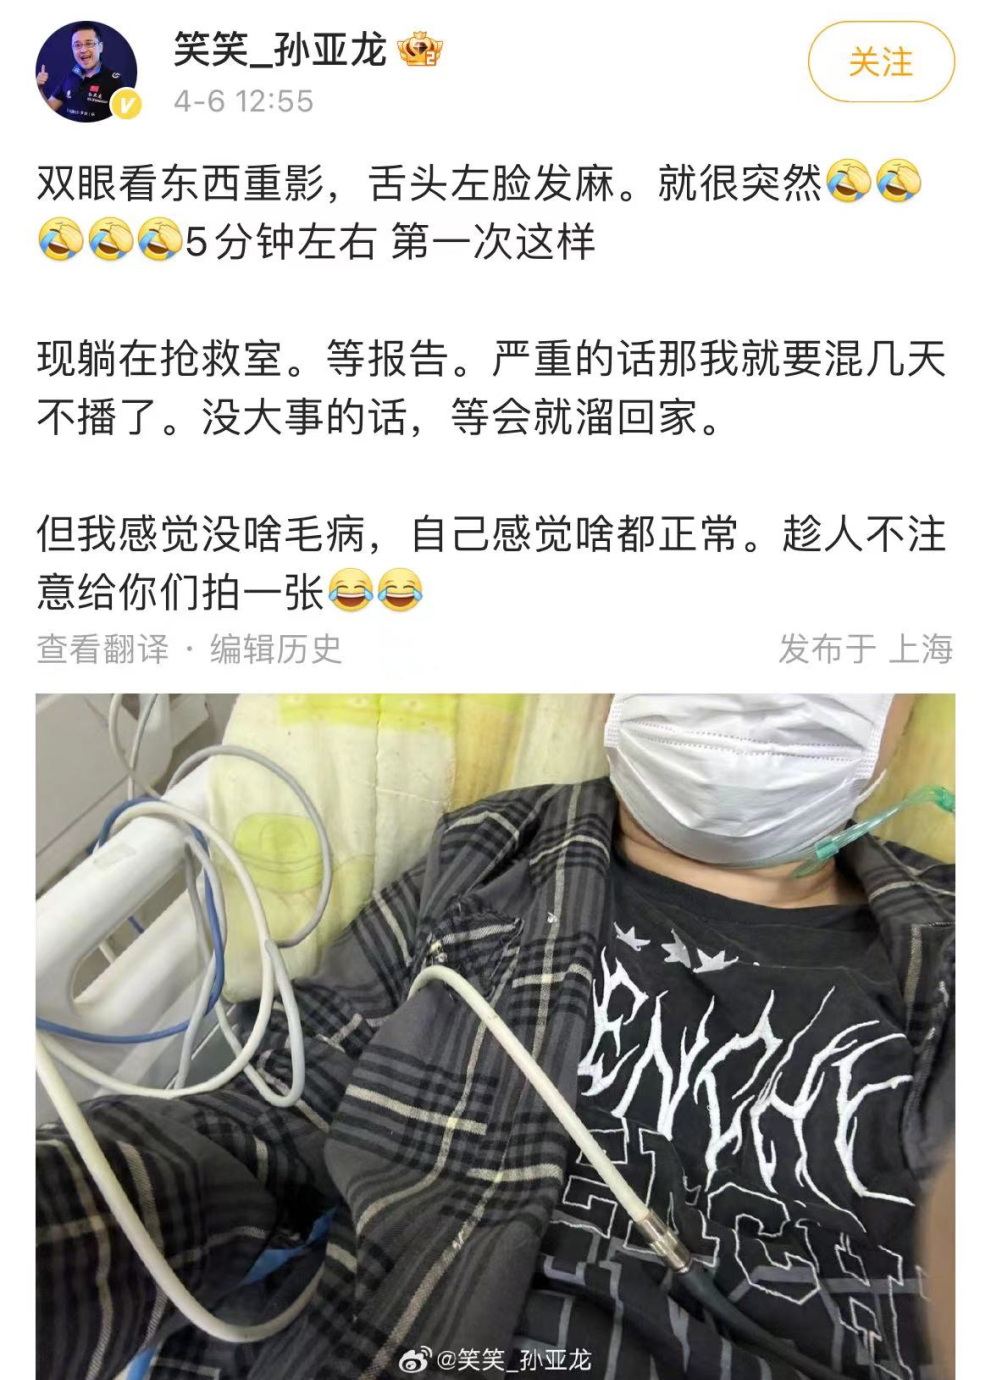 笑笑_孙亚龙
4-6 12:55
关注
双眼看东西重影，舌头左脸发麻。就很突然🤣🤣
🤣🤣🤣5分钟左右 第一次这样
现躺在抢救室。等报告。严重的话那我就要混几天
不播了。没大事的话，等会就溜回家。
但我感觉没啥毛病，自己感觉啥都正常。趁人不注
意给你们拍一张😂😂
查看翻译 · 编辑历史
发布于 上海
@笑笑_孙亚龙